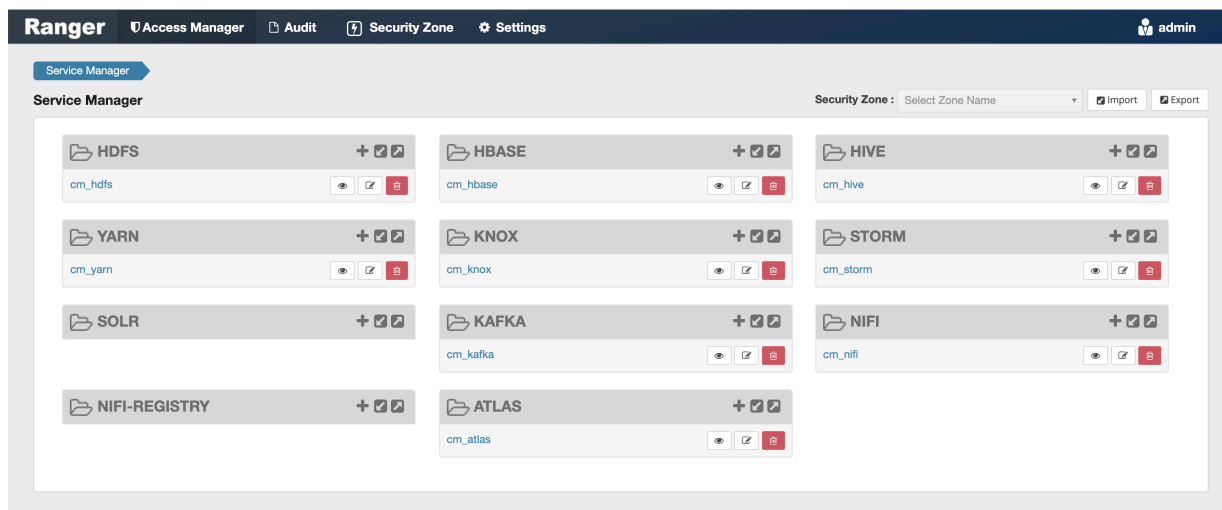 Ranger Access Manager Audit Security Zone Settings admin
Service Manager
Service Manager Security Zone : Select Zone Name Import Export
HDFS HBASE HIVE
cm_hdfs cm_hbase cm_hive
YARN KNOX STORM
cm_yarn cm_knox cm_storm
SOLR KAFKA NIFI
cm_kafka cm_nifi
NIFI-REGISTRY ATLAS
cm_atlas